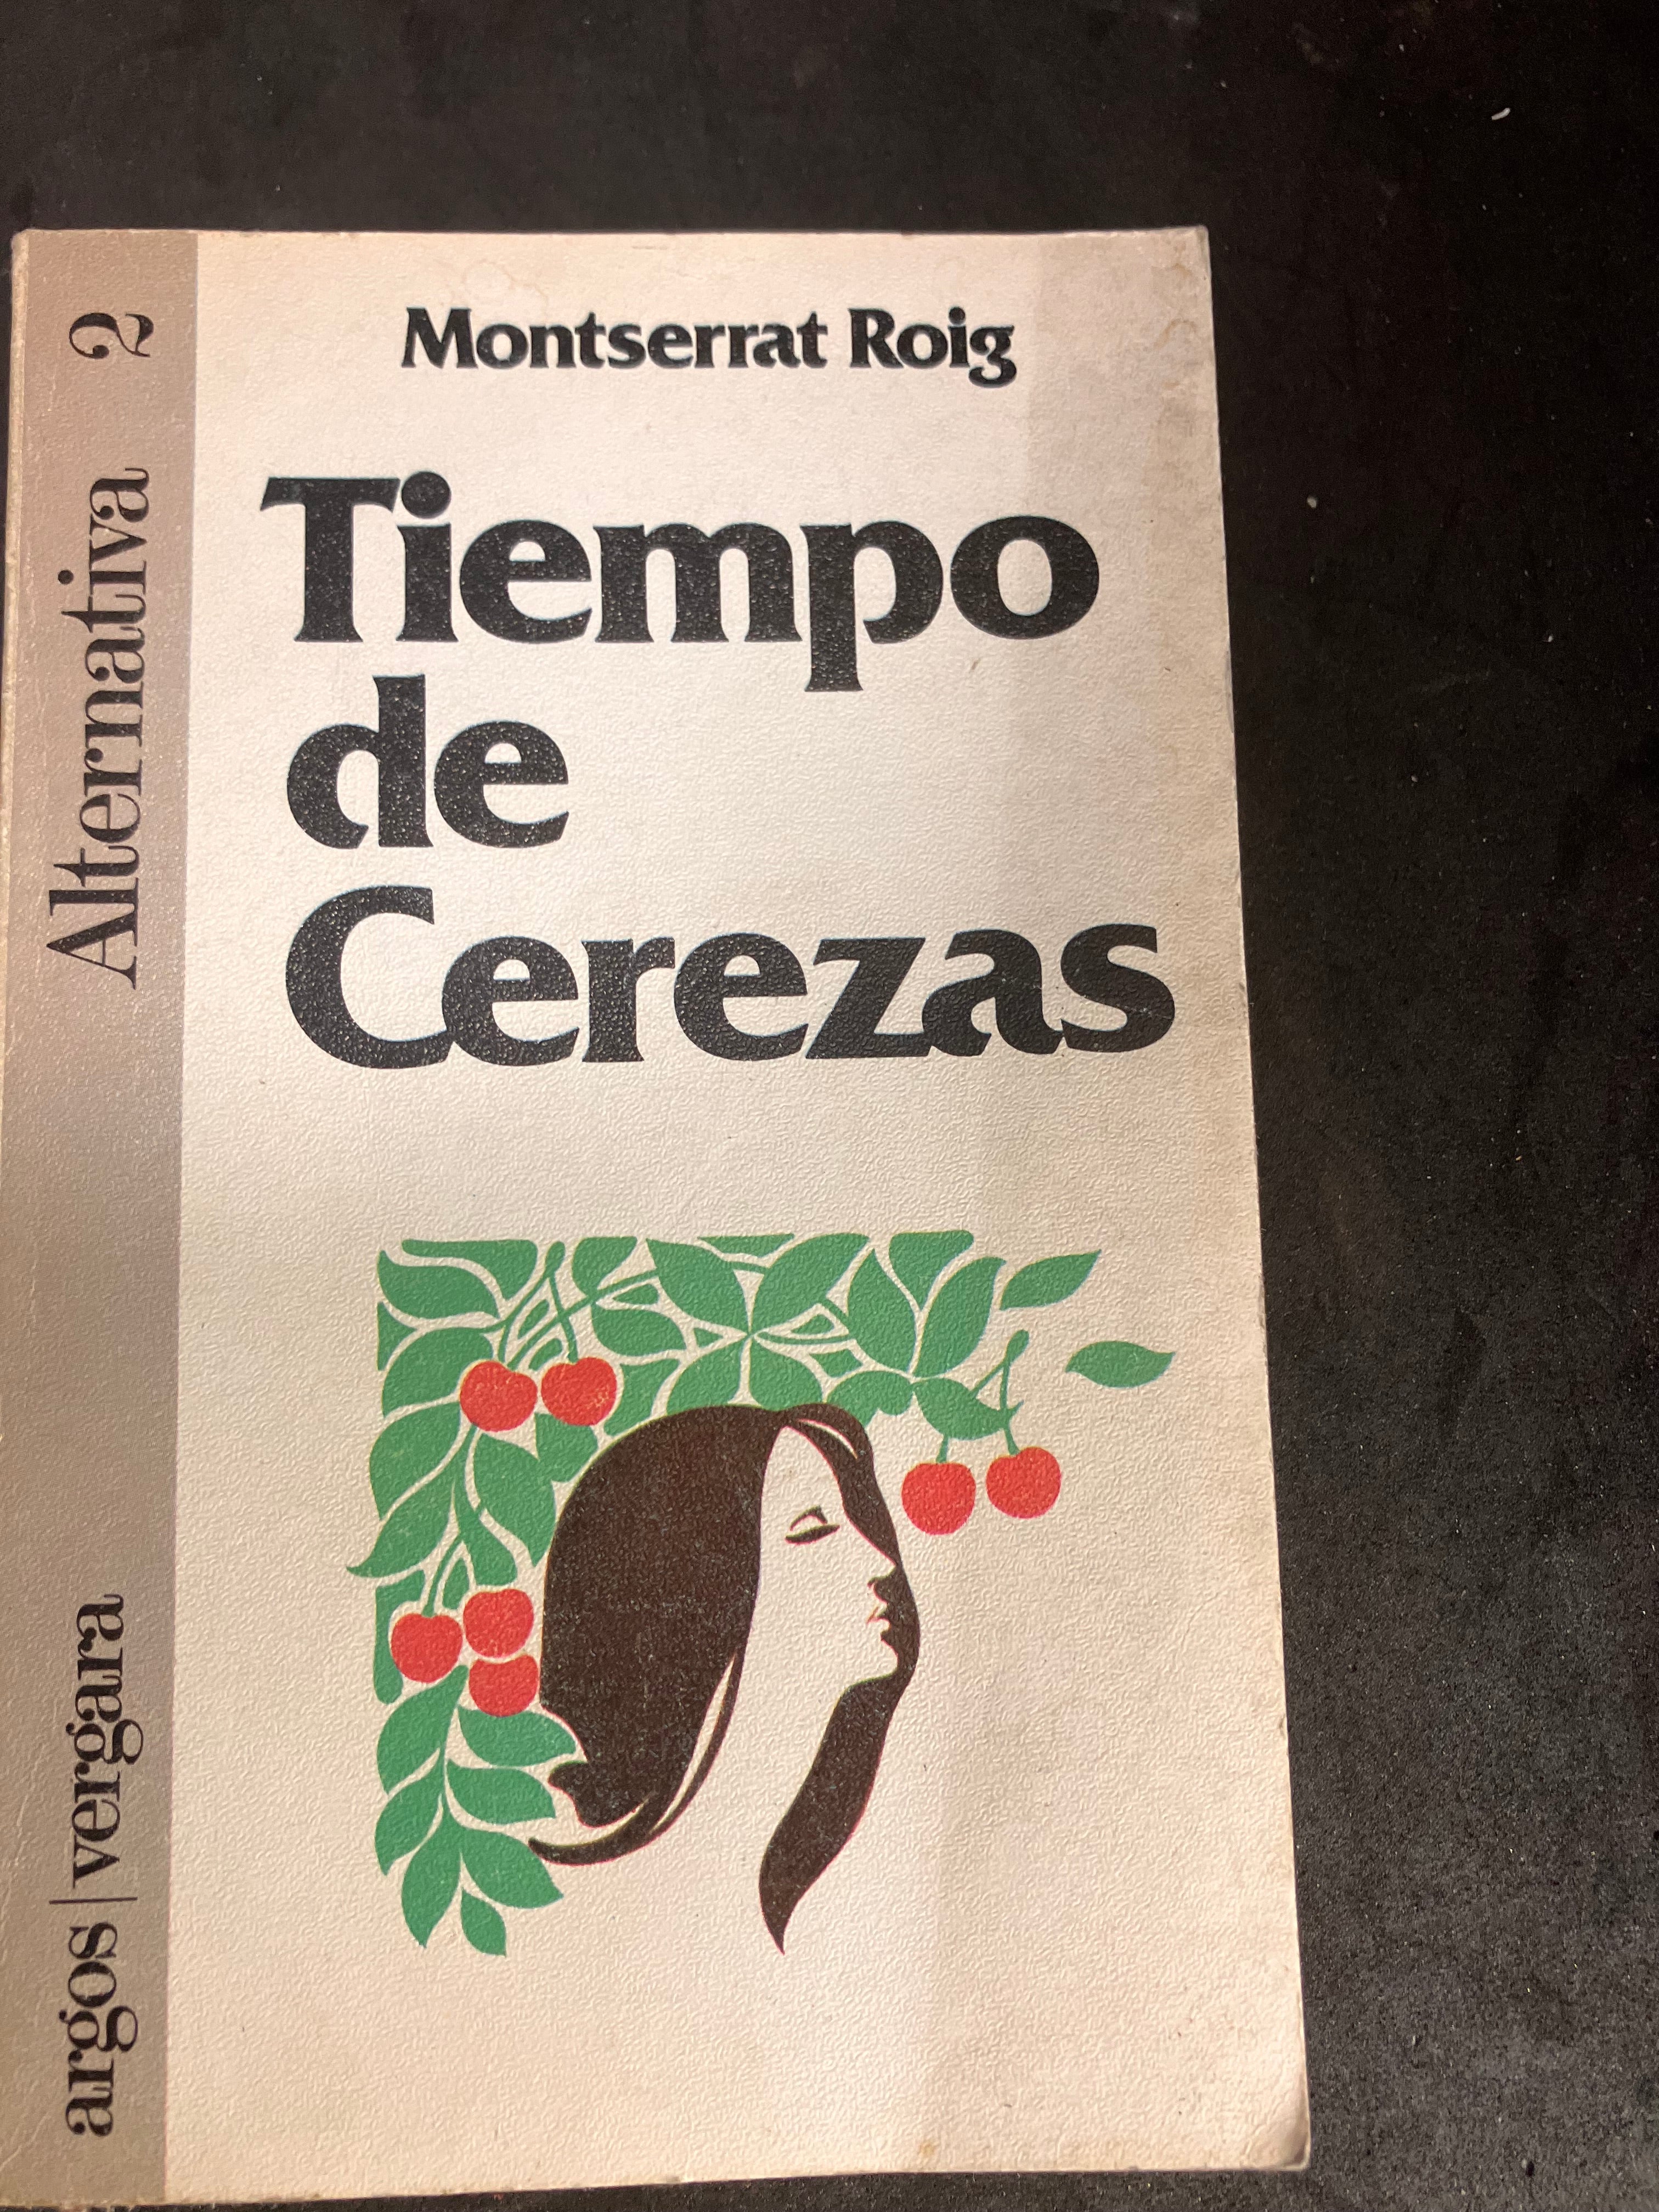 Montserrat Roig
Tiempo
de
Cerezas
argos|vergara Alternativa 2